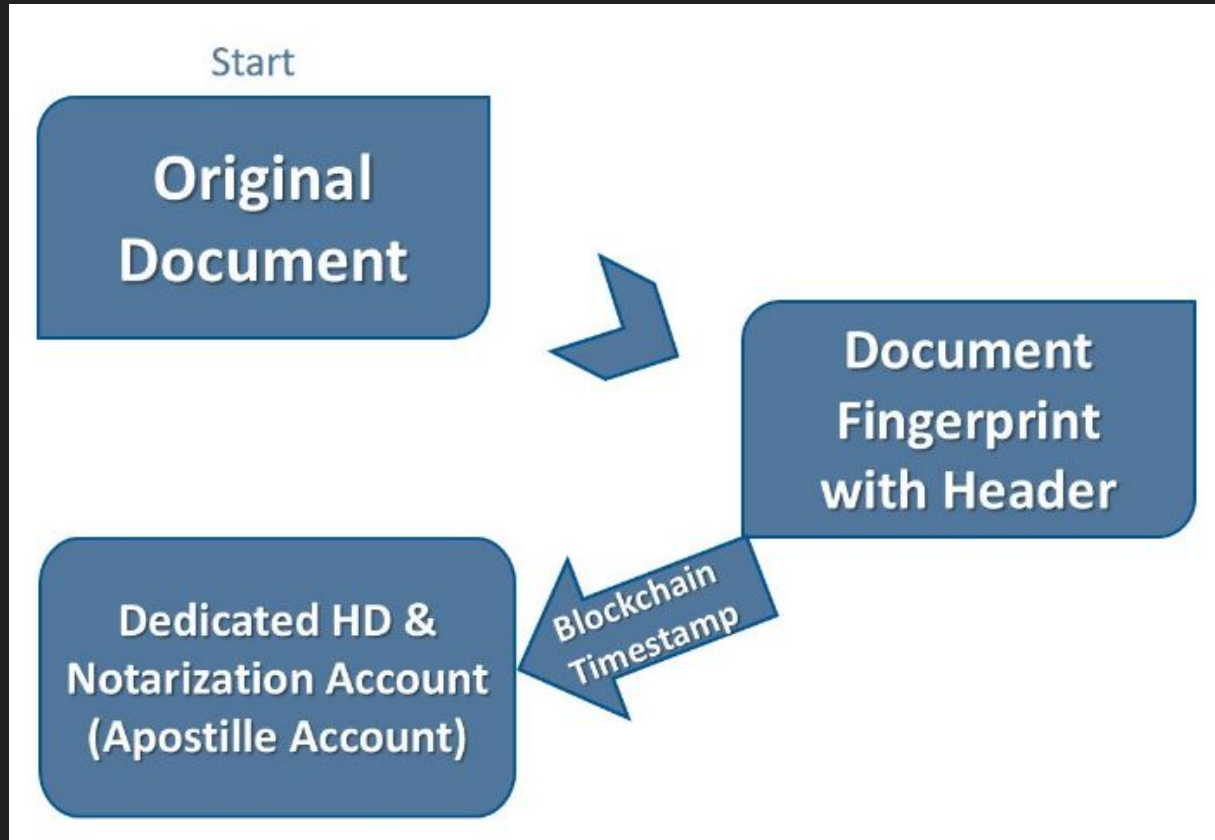 Start
Original
Document
Document
Fingerprint
with Header
Blockchain
Timestamp
Dedicated HD &
Notarization Account
(Apostille Account)